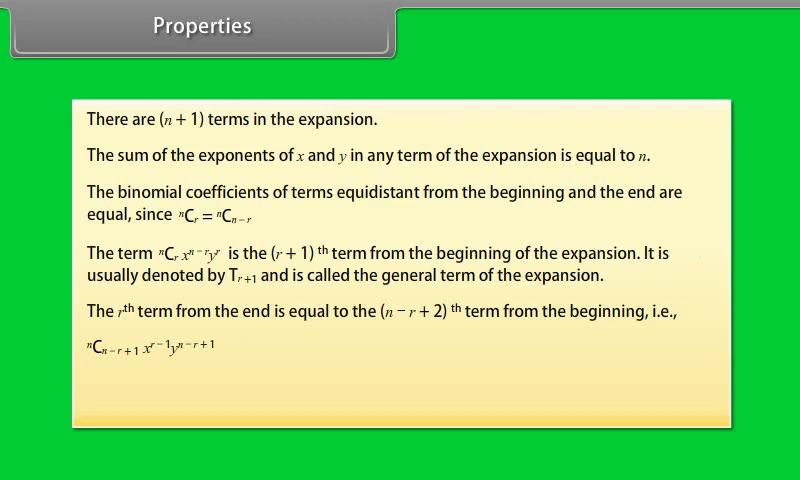 Properties
There are (n + 1) terms in the expansion.
The sum of the exponents of x and y in any term of the expansion is equal to n.
The binomial coefficients of terms equidistant from the beginning and the end are
equal, since ⁿCᵣ = ⁿCₙ₋ᵣ
The term ⁿCᵣ xⁿ⁻ʳyʳ is the (r + 1) ᵗʰ term from the beginning of the expansion. It is
usually denoted by Tᵣ₊₁ and is called the general term of the expansion.
The rᵗʰ term from the end is equal to the (n − r + 2) ᵗʰ term from the beginning, i.e.,
ⁿCₙ₋ᵣ₊₁ xʳ⁻¹yⁿ⁻ʳ⁺¹